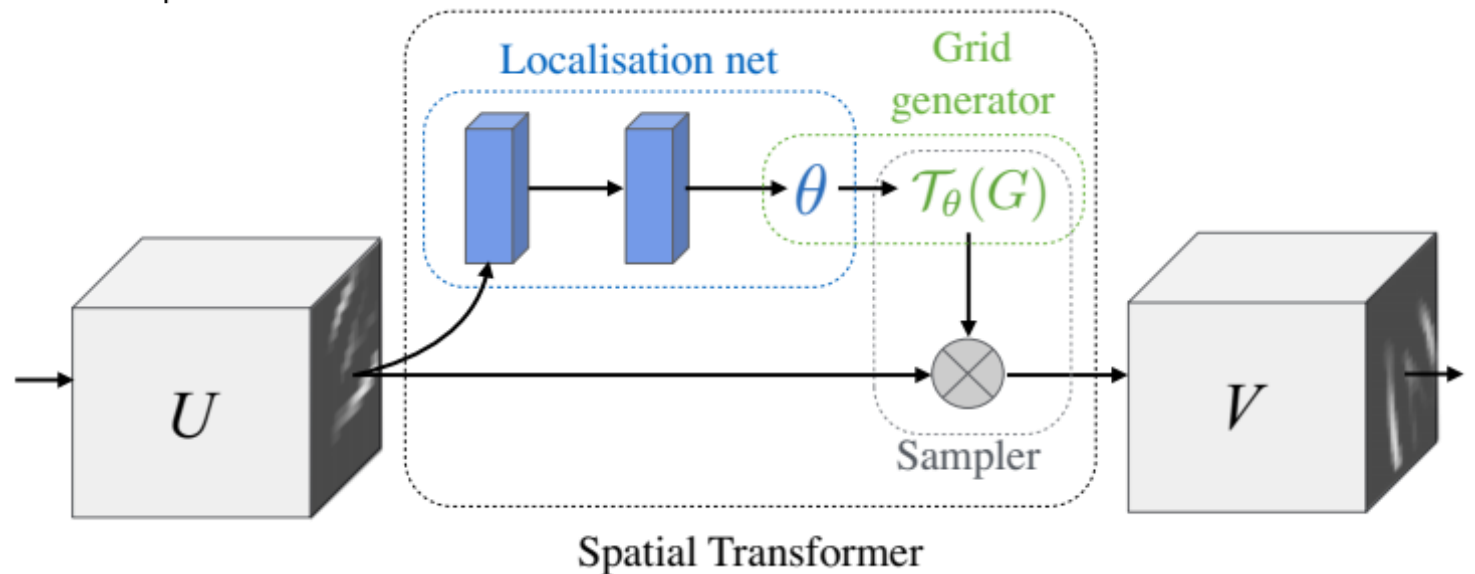 Localisation net
Grid
generator
θ
𝒯θ(G)
U
V
Sampler
Spatial Transformer